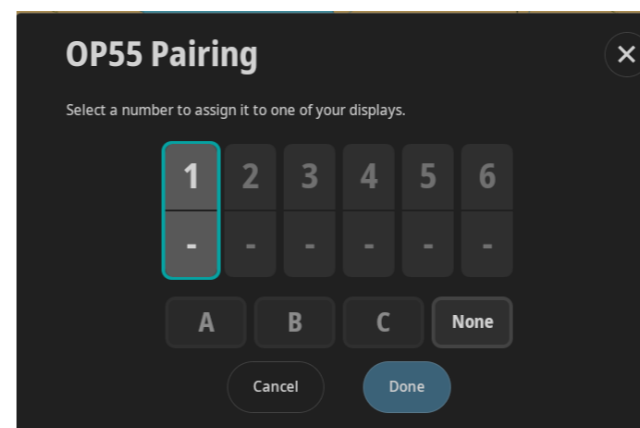 OP55 Pairing
Select a number to assign it to one of your displays.
1 2 3 4 5 6
- - - - - -
A B C None
Cancel Done